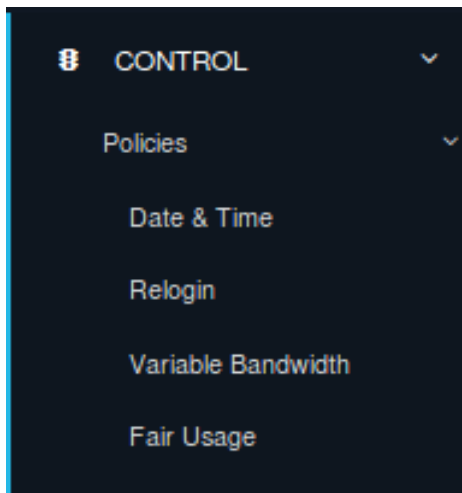 CONTROL
Policies
Date & Time
Relogin
Variable Bandwidth
Fair Usage